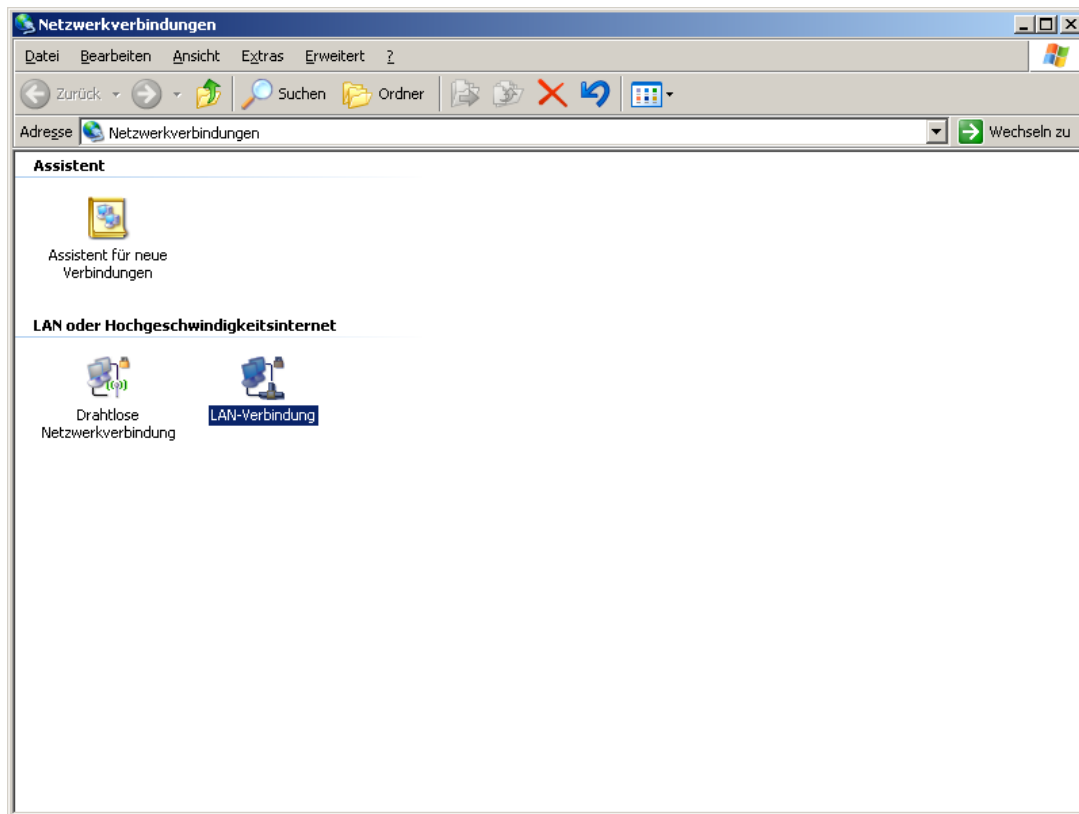 Netzwerkverbindungen
Datei Bearbeiten Ansicht Extras Erweitert ?
Zurück Suchen Ordner
Adresse Netzwerkverbindungen Wechseln zu
Assistent
Assistent für neue
Verbindungen
LAN oder Hochgeschwindigkeitsinternet
Drahtlose
Netzwerkverbindung
LAN-Verbindung